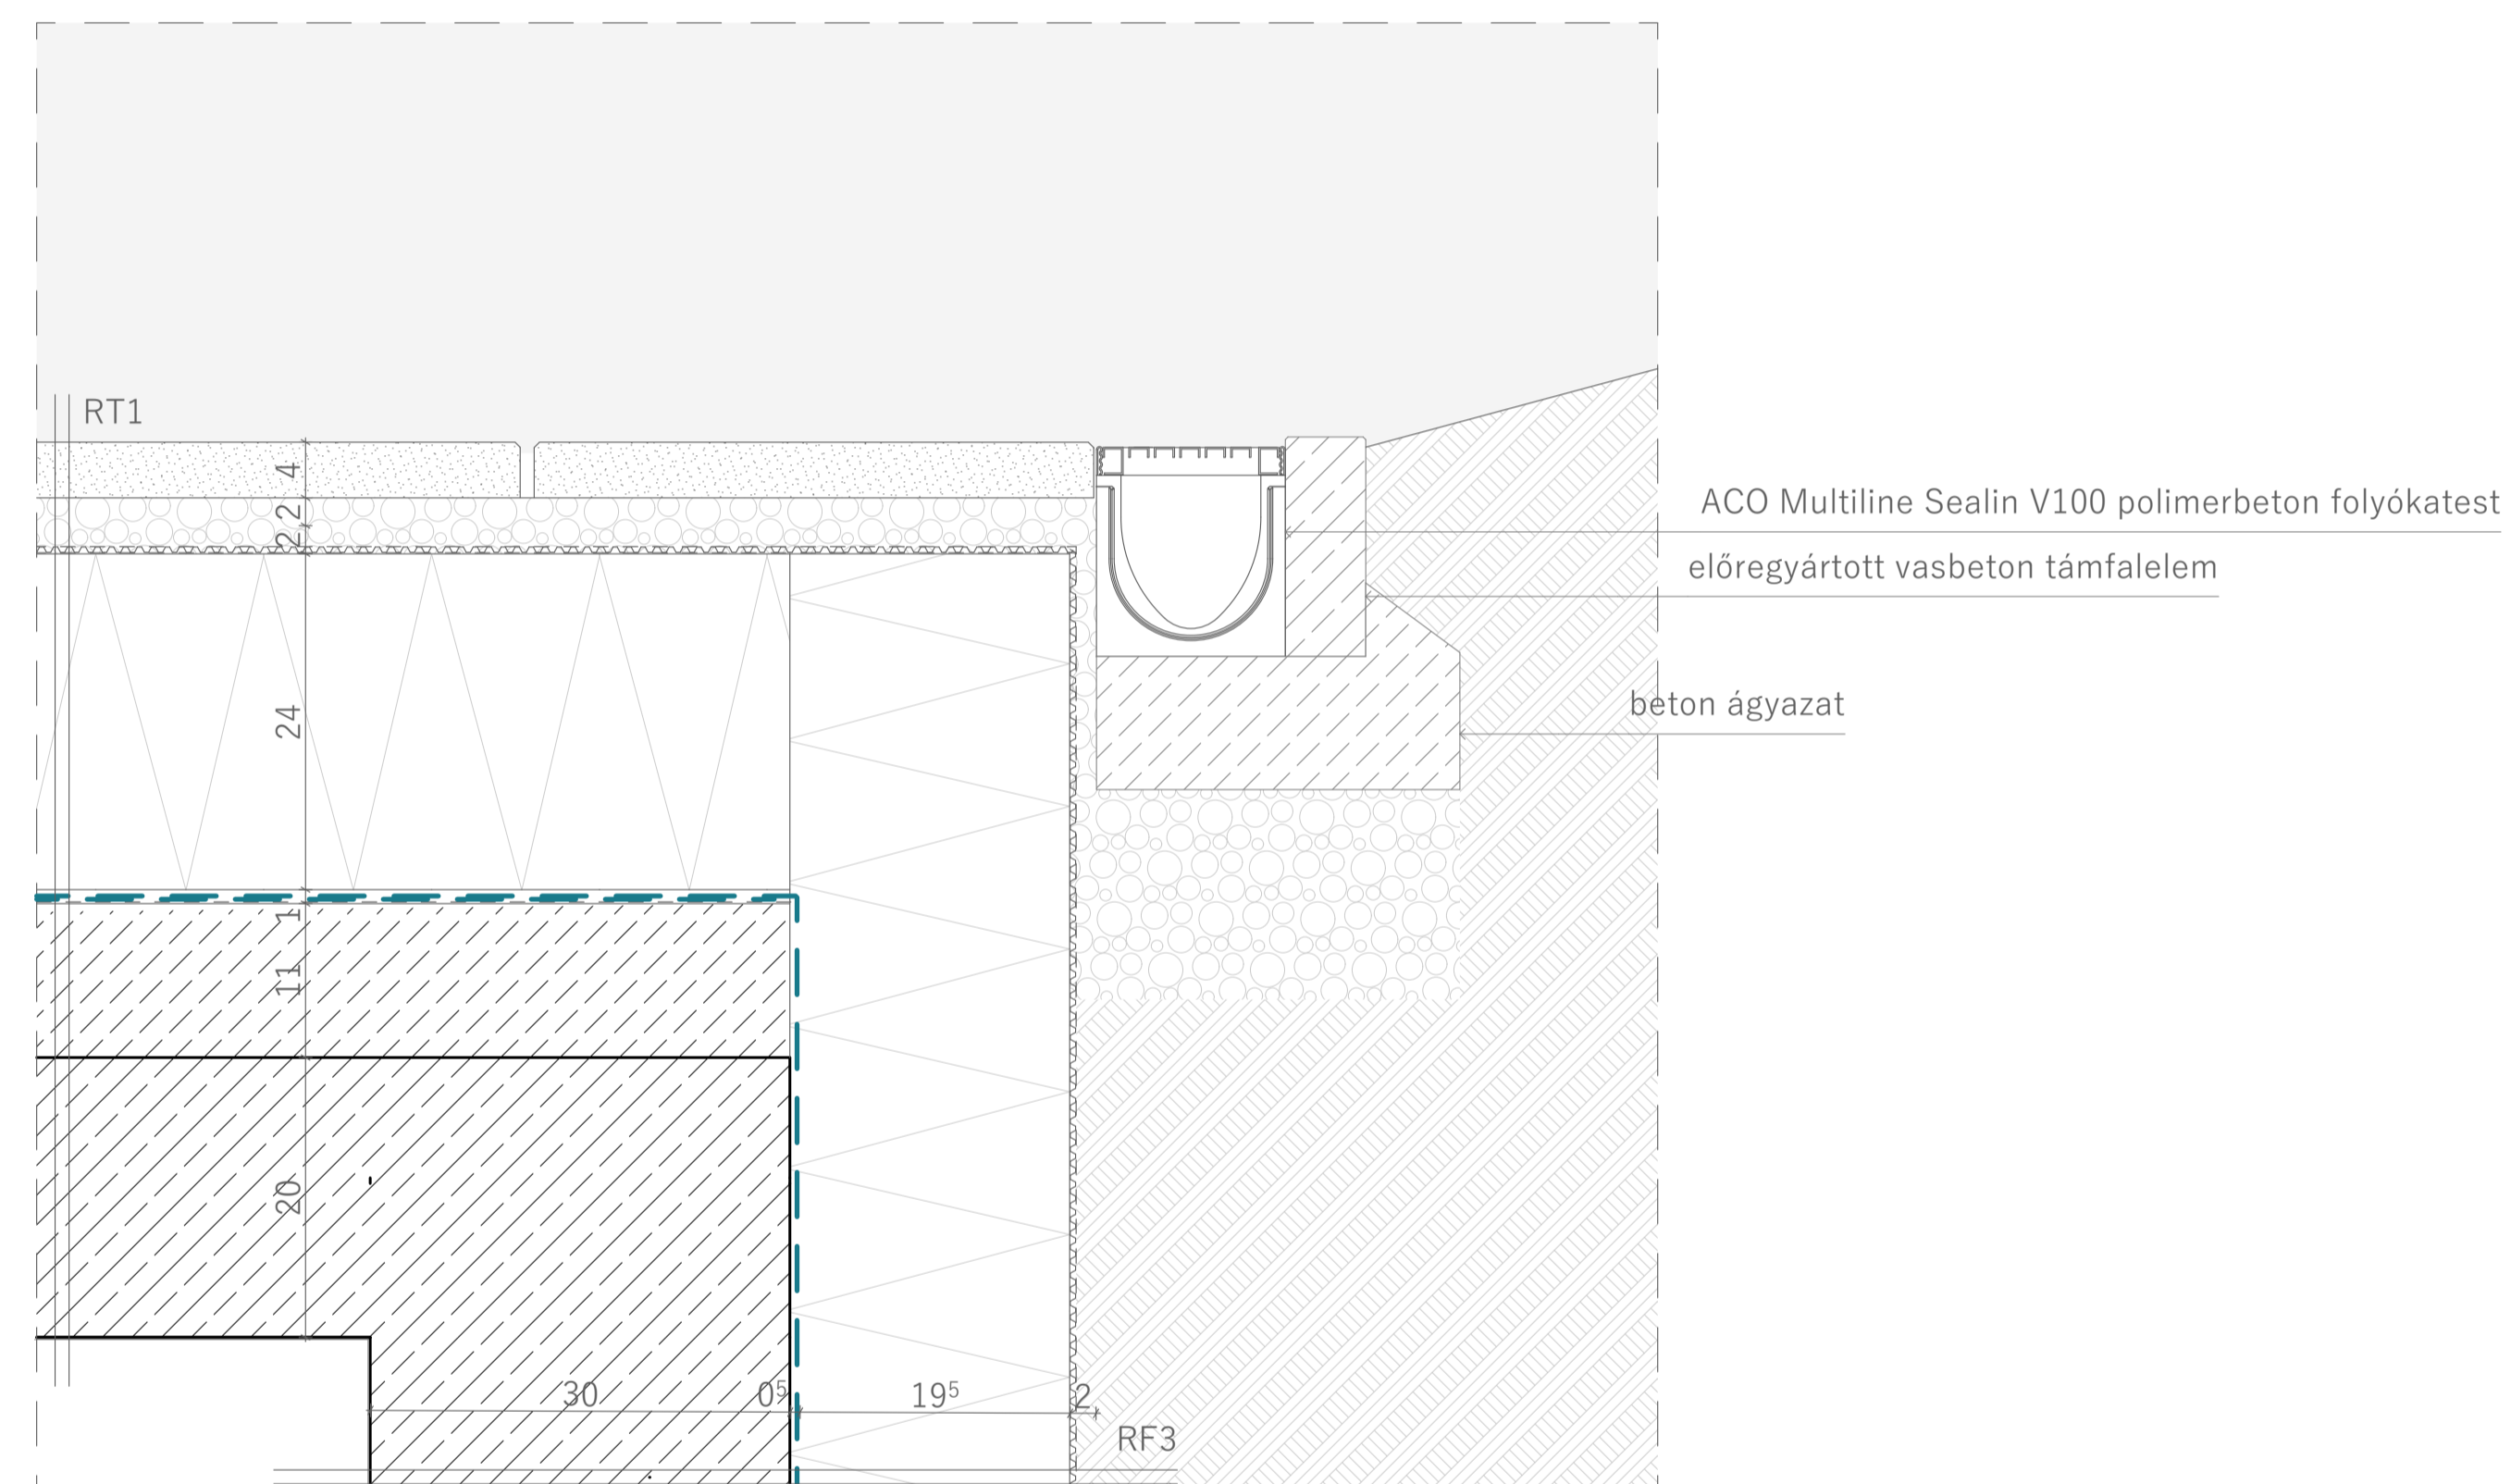 RT1
4
2
2
ACO Multiline Sealin V100 polimerbeton folyókatest
előregyártott vasbeton támfalelem
24
beton ágyazat
1
11
20
30
0⁵
19⁵
2
RF3